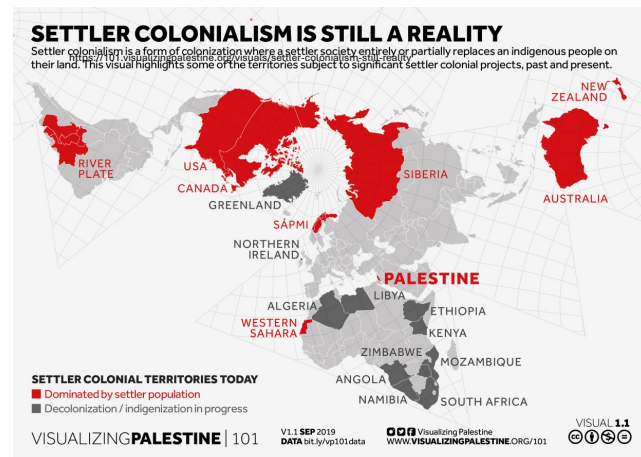 SETTLER COLONIALISM IS STILL A REALITY
Settler colonialism is a form of colonization where a settler society entirely or partially replaces an indigenous people on
https://101.visualizingpalestine.org/visuals/settler-colonialism-still-reality
their land. This visual highlights some of the territories subject to significant settler colonial projects, past and present.
NEW
ZEALAND
RIVER
PLATE
USA
CANADA
GREENLAND
SIBERIA
AUSTRALIA
SÁPMI
NORTHERN
IRELAND
PALESTINE
LIBYA
ALGERIA
ETHIOPIA
WESTERN
SAHARA
KENYA
ZIMBABWE
MOZAMBIQUE
ANGOLA
NAMIBIA
SOUTH AFRICA
SETTLER COLONIAL TERRITORIES TODAY
Dominated by settler population
Decolonization / indigenization in progress
VISUALIZINGPALESTINE | 101
V1.1 SEP 2019
DATA bit.ly/vp101data
Visualizing Palestine
WWW.VISUALIZINGPALESTINE.ORG/101
VISUAL 1.1
cc